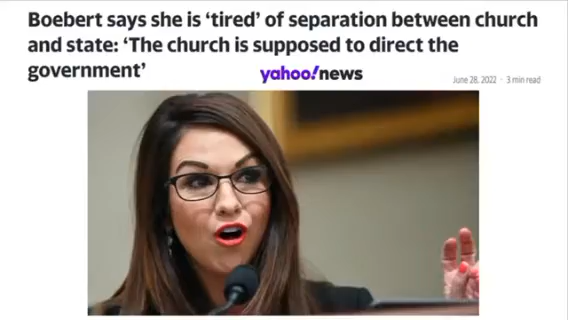 Boebert says she is ‘tired’ of separation between church
and state: ‘The church is supposed to direct the
government’
yahoo!news
June 28, 2022 · 3 min read